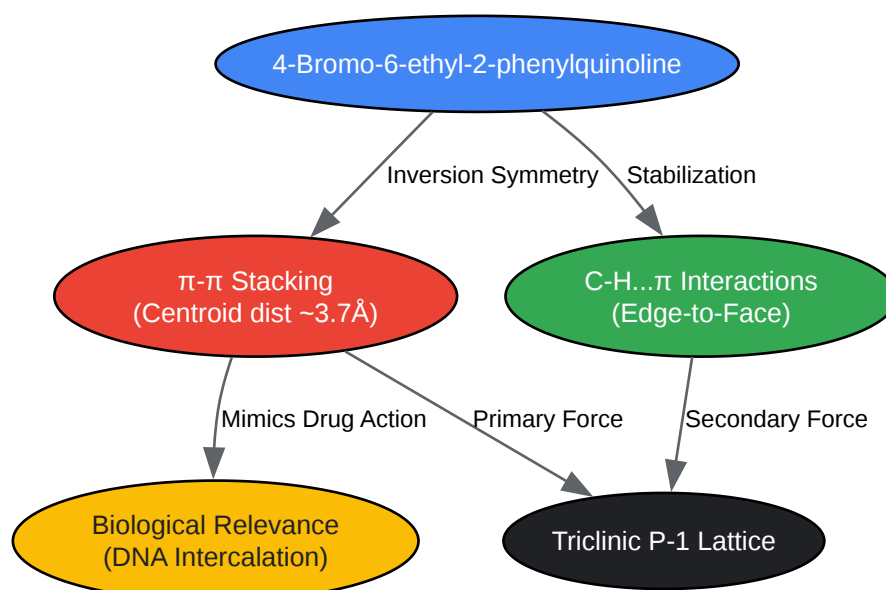 4-Bromo-6-ethyl-2-phenylquinoline
Inversion Symmetry
Stabilization
π-π Stacking
(Centroid dist ~3.7Å)
C-H...π Interactions
(Edge-to-Face)
Mimics Drug Action
Primary Force
Secondary Force
Biological Relevance
(DNA Intercalation)
Triclinic P-1 Lattice